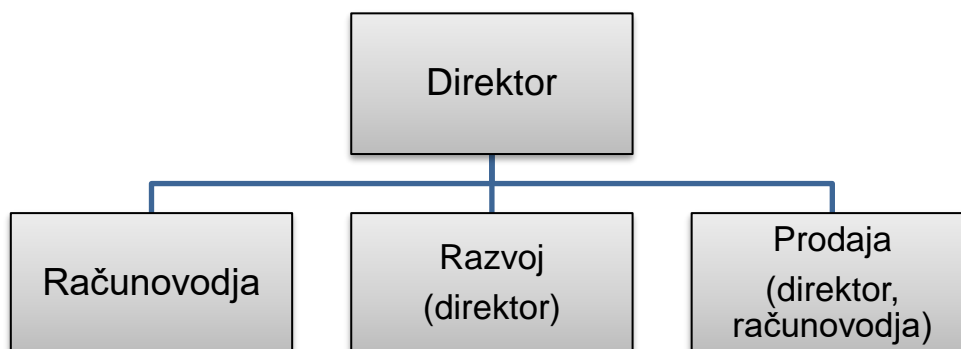 Direktor
Računovodja
Razvoj
(direktor)
Prodaja
(direktor,
računovodja)